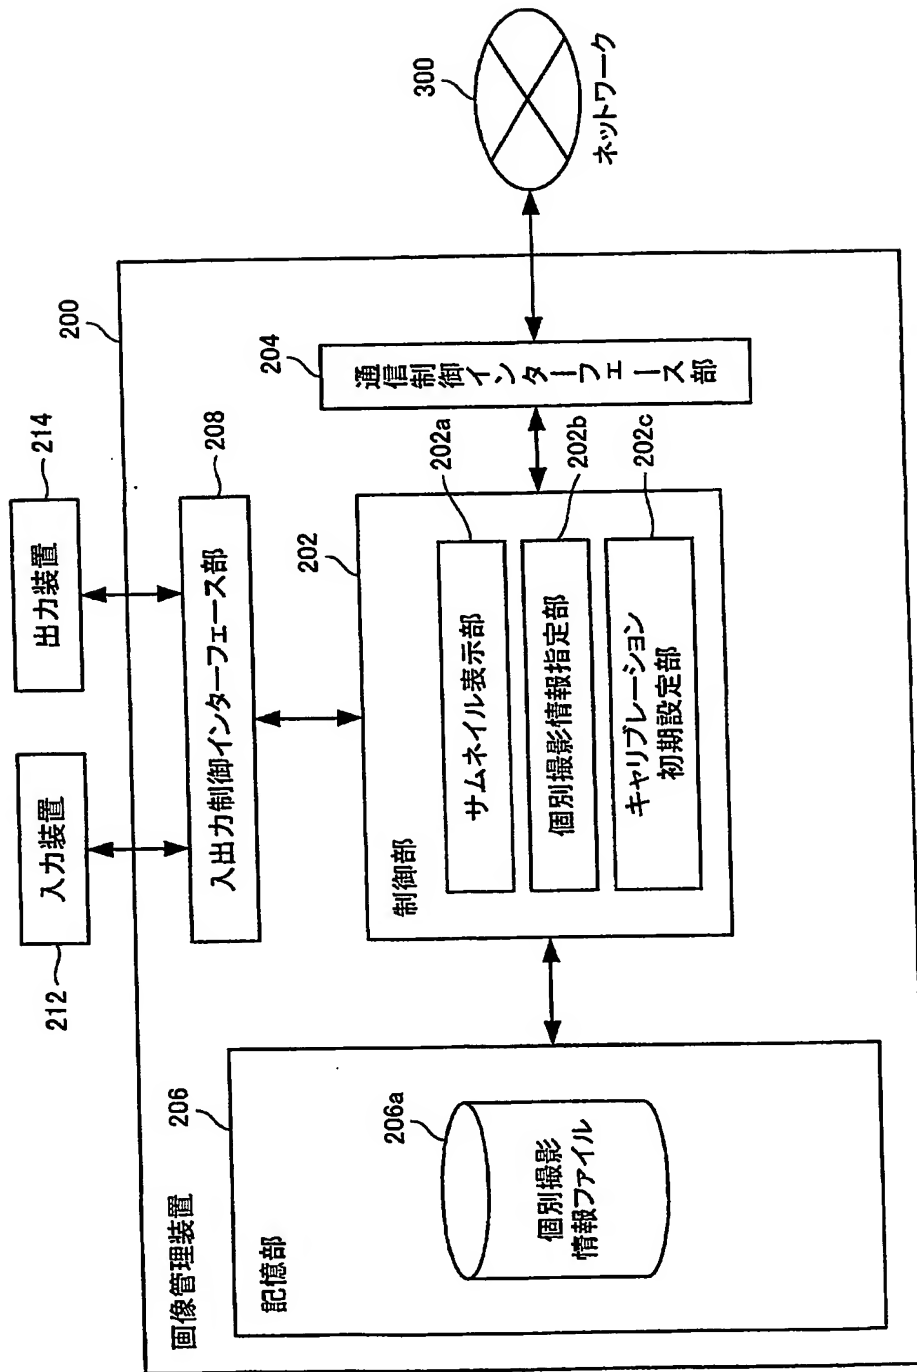 212
入力装置
214
出力装置
200
画像管理装置
208
入出力制御インターフェース部
206
記憶部
206a
個別撮影
情報ファイル
202
制御部
202a
サムネイル表示部
202b
個別撮影情報指定部
202c
キャリブレーション
初期設定部
204
通信制御インターフェース部
300
ネットワーク